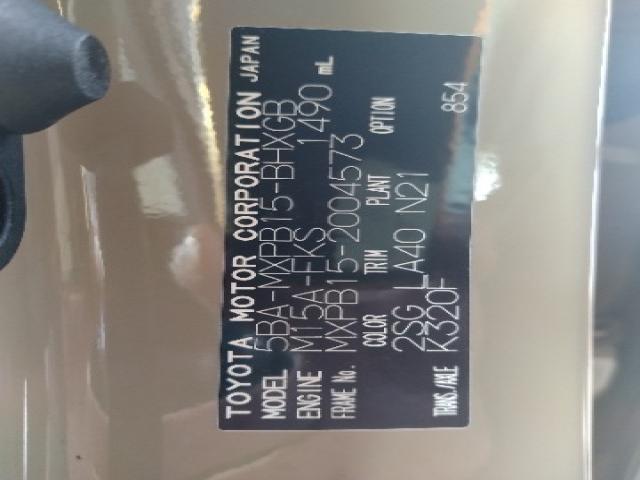 TOYOTA MOTOR CORPORATION JAPAN
MODEL 5BA-MXPB15-BHXGB
ENGINE M15A-FKS 1490 mL
FRAME No. MXPB15-2004573
COLOR TRIM PLANT OPTION
2SG LA40 N21 854
TRANS./AXLE K320F